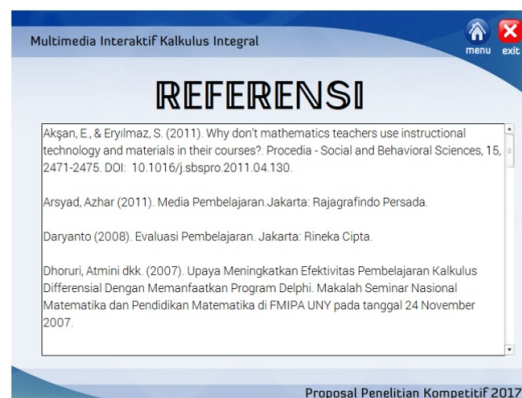 Multimedia Interaktif Kalkulus Integral
menu
exit
REFERENSI
Akşan, E., & Eryılmaz, S. (2011). Why don't mathematics teachers use instructional
technology and materials in their courses?. Procedia - Social and Behavioral Sciences, 15,
2471-2475. DOI: 10.1016/j.sbspro.2011.04.130.
Arsyad, Azhar (2011). Media Pembelajaran.Jakarta: Rajagrafindo Persada.
Daryanto (2008). Evaluasi Pembelajaran. Jakarta: Rineka Cipta.
Dhoruri, Atmini dkk. (2007). Upaya Meningkatkan Efektivitas Pembelajaran Kalkulus
Differensial Dengan Memanfaatkan Program Delphi. Makalah Seminar Nasional
Matematika dan Pendidikan Matematika di FMIPA UNY pada tanggal 24 November
2007.
Proposal Penelitian Kompetitif 2017